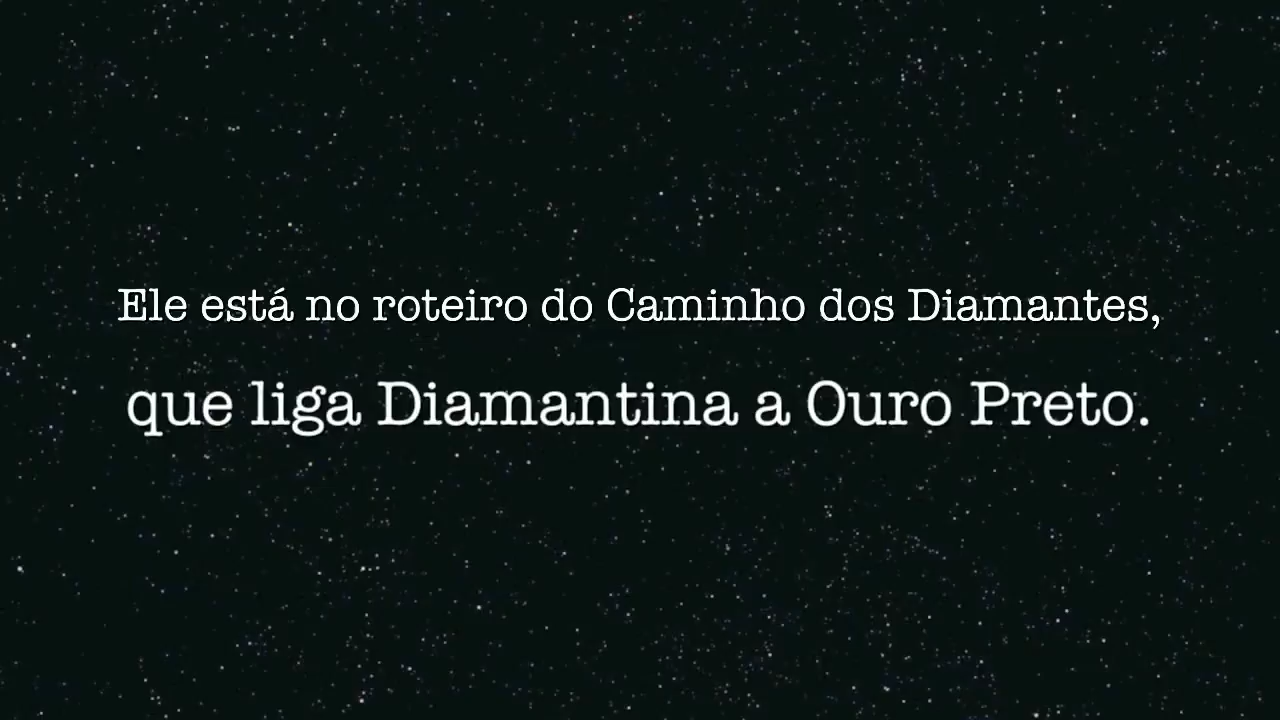 Ele está no roteiro do Caminho dos Diamantes,
que liga Diamantina a Ouro Preto.